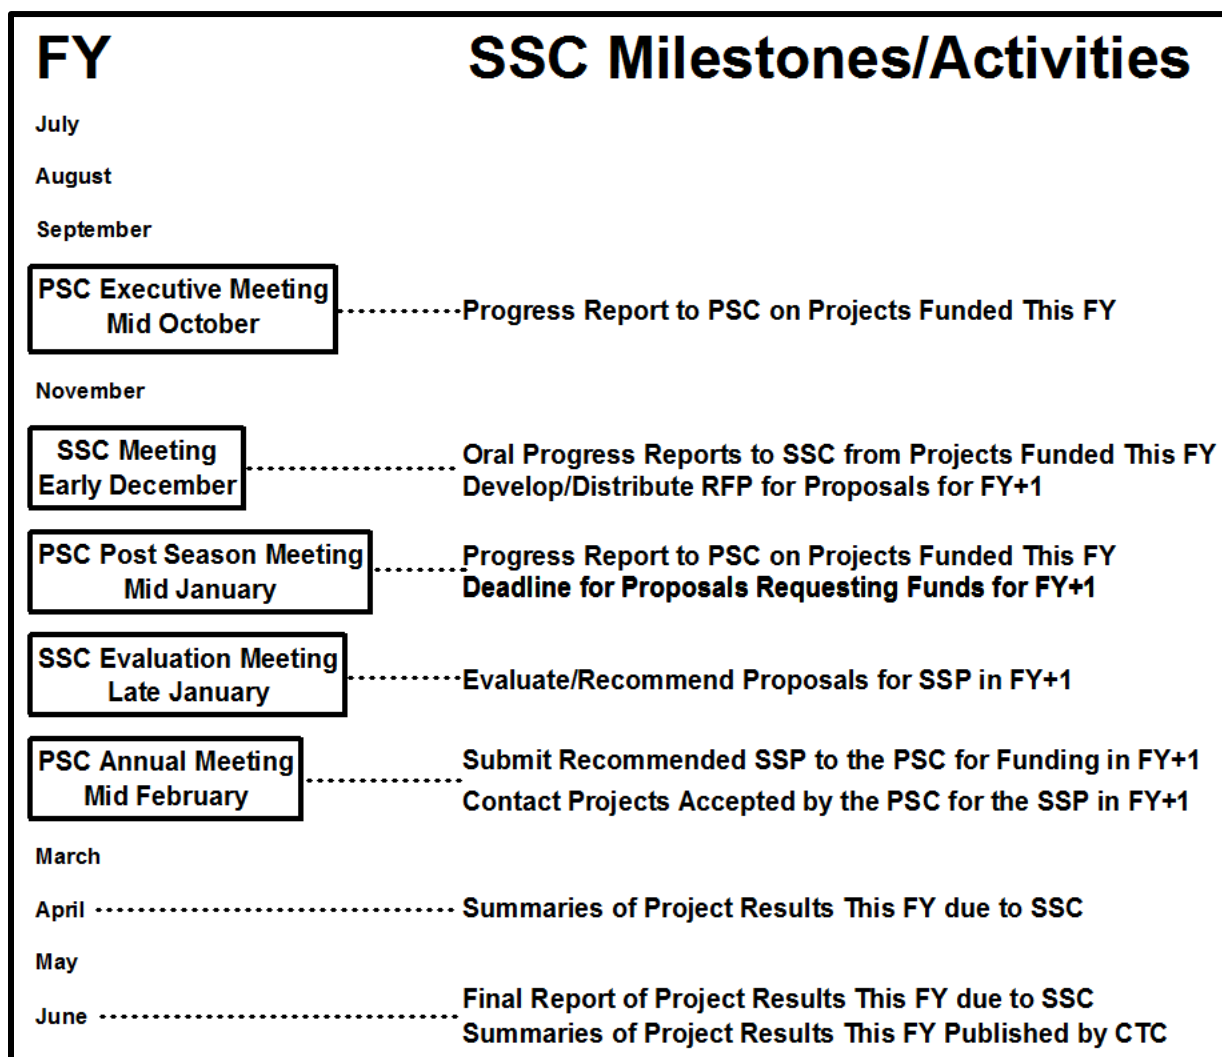 FY SSC Milestones/Activities
July
August
September
PSC Executive Meeting
Mid October
Progress Report to PSC on Projects Funded This FY
November
SSC Meeting
Early December
Oral Progress Reports to SSC from Projects Funded This FY
Develop/Distribute RFP for Proposals for FY+1
PSC Post Season Meeting
Mid January
Progress Report to PSC on Projects Funded This FY
Deadline for Proposals Requesting Funds for FY+1
SSC Evaluation Meeting
Late January
Evaluate/Recommend Proposals for SSP in FY+1
PSC Annual Meeting
Mid February
Submit Recommended SSP to the PSC for Funding in FY+1
Contact Projects Accepted by the PSC for the SSP in FY+1
March
April
Summaries of Project Results This FY due to SSC
May
June
Final Report of Project Results This FY due to SSC
Summaries of Project Results This FY Published by CTC